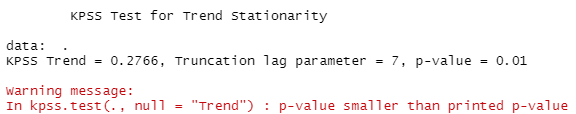 KPSS Test for Trend Stationarity
data:  .
KPSS Trend = 0.2766, Truncation lag parameter = 7, p-value = 0.01
Warning message:
In kpss.test(., null = "Trend") : p-value smaller than printed p-value